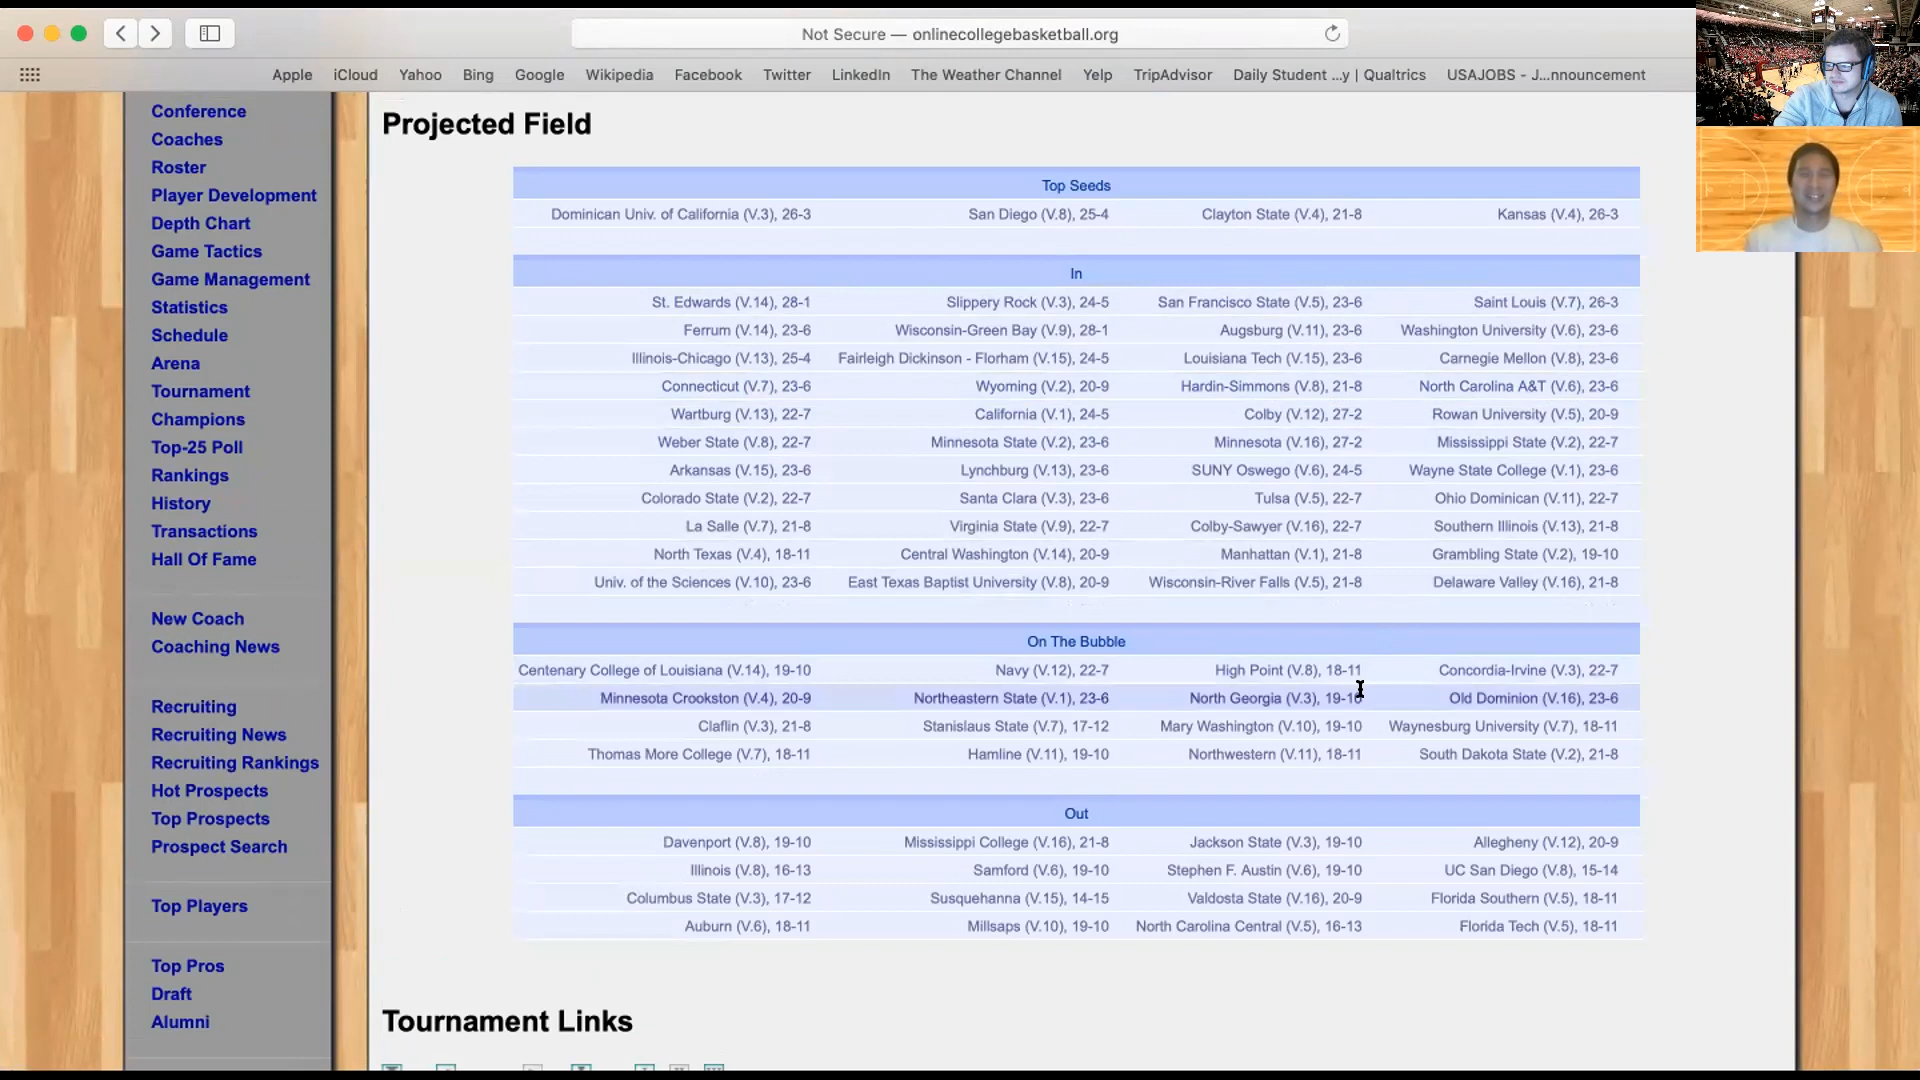 Not Secure — onlinecollegebasketball.org
Apple iCloud Yahoo Bing Google Wikipedia Facebook Twitter LinkedIn The Weather Channel Yelp TripAdvisor Daily Student ...y | Qualtrics USAJOBS - J...nnouncement
Conference
Coaches
Roster
Player Development
Depth Chart
Game Tactics
Game Management
Statistics
Schedule
Arena
Tournament
Champions
Top-25 Poll
Rankings
History
Transactions
Hall Of Fame
New Coach
Coaching News
Recruiting
Recruiting News
Recruiting Rankings
Hot Prospects
Top Prospects
Prospect Search
Top Players
Top Pros
Draft
Alumni
Projected Field
Top Seeds
Dominican Univ. of California (V.3), 26-3 San Diego (V.8), 25-4 Clayton State (V.4), 21-8 Kansas (V.4), 26-3
In
St. Edwards (V.14), 28-1 Slippery Rock (V.3), 24-5 San Francisco State (V.5), 23-6 Saint Louis (V.7), 26-3
Ferrum (V.14), 23-6 Wisconsin-Green Bay (V.9), 28-1 Augsburg (V.11), 23-6 Washington University (V.6), 23-6
Illinois-Chicago (V.13), 25-4 Fairleigh Dickinson - Florham (V.15), 24-5 Louisiana Tech (V.15), 23-6 Carnegie Mellon (V.8), 23-6
Connecticut (V.7), 23-6 Wyoming (V.2), 20-9 Hardin-Simmons (V.8), 21-8 North Carolina A&T (V.6), 23-6
Wartburg (V.13), 22-7 California (V.1), 24-5 Colby (V.12), 27-2 Rowan University (V.5), 20-9
Weber State (V.8), 22-7 Minnesota State (V.2), 23-6 Minnesota (V.16), 27-2 Mississippi State (V.2), 22-7
Arkansas (V.15), 23-6 Lynchburg (V.13), 23-6 SUNY Oswego (V.6), 24-5 Wayne State College (V.1), 23-6
Colorado State (V.2), 22-7 Santa Clara (V.3), 23-6 Tulsa (V.5), 22-7 Ohio Dominican (V.11), 22-7
La Salle (V.7), 21-8 Virginia State (V.9), 22-7 Colby-Sawyer (V.16), 22-7 Southern Illinois (V.13), 21-8
North Texas (V.4), 18-11 Central Washington (V.14), 20-9 Manhattan (V.1), 21-8 Grambling State (V.2), 19-10
Univ. of the Sciences (V.10), 23-6 East Texas Baptist University (V.8), 20-9 Wisconsin-River Falls (V.5), 21-8 Delaware Valley (V.16), 21-8
On The Bubble
Centenary College of Louisiana (V.14), 19-10 Navy (V.12), 22-7 High Point (V.8), 18-11 Concordia-Irvine (V.3), 22-7
Minnesota Crookston (V.4), 20-9 Northeastern State (V.1), 23-6 North Georgia (V.3), 19-10 Old Dominion (V.16), 23-6
Claflin (V.3), 21-8 Stanislaus State (V.7), 17-12 Mary Washington (V.10), 19-10 Waynesburg University (V.7), 18-11
Thomas More College (V.7), 18-11 Hamline (V.11), 19-10 Northwestern (V.11), 18-11 South Dakota State (V.2), 21-8
Out
Davenport (V.8), 19-10 Mississippi College (V.16), 21-8 Jackson State (V.3), 19-10 Allegheny (V.12), 20-9
Illinois (V.8), 16-13 Samford (V.6), 19-10 Stephen F. Austin (V.6), 19-10 UC San Diego (V.8), 15-14
Columbus State (V.3), 17-12 Susquehanna (V.15), 14-15 Valdosta State (V.16), 20-9 Florida Southern (V.5), 18-11
Auburn (V.6), 18-11 Millsaps (V.10), 19-10 North Carolina Central (V.5), 16-13 Florida Tech (V.5), 18-11
Tournament Links